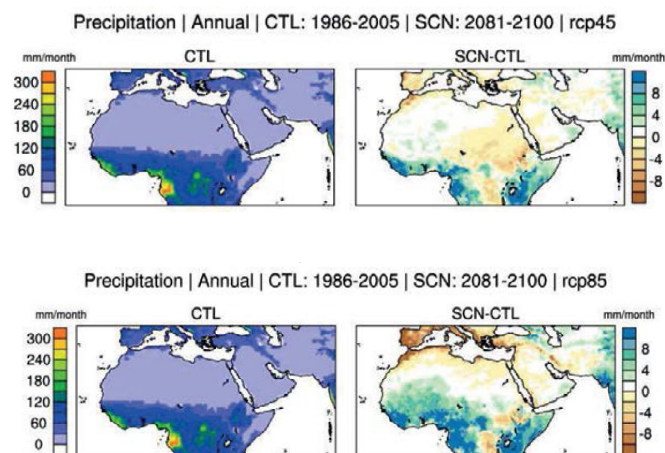 Precipitation | Annual | CTL: 1986-2005 | SCN: 2081-2100 | rcp45
mm/month
CTL
SCN-CTL
mm/month
300
240
180
120
60
0
8
4
0
-4
-8
Precipitation | Annual | CTL: 1986-2005 | SCN: 2081-2100 | rcp85
mm/month
CTL
SCN-CTL
mm/month
300
240
180
120
60
0
8
4
0
-4
-8